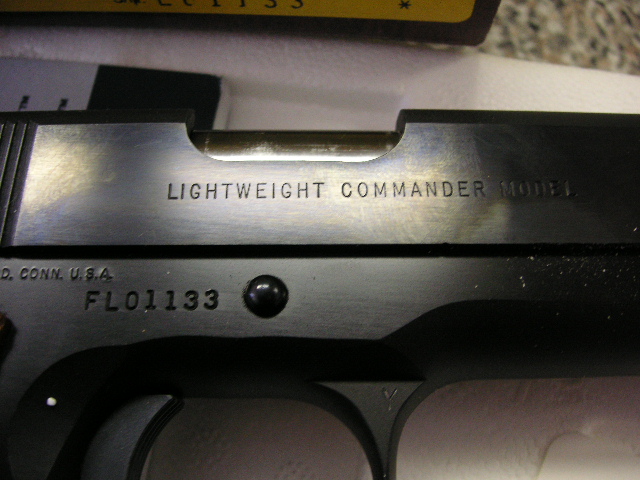 LIGHTWEIGHT COMMANDER MODEL
D. CONN. U.S.A.
FL01133
V